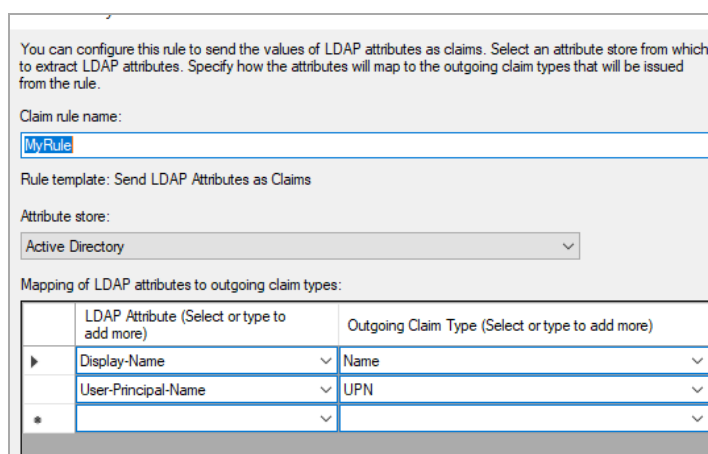 You can configure this rule to send the values of LDAP attributes as claims. Select an attribute store from which
to extract LDAP attributes. Specify how the attributes will map to the outgoing claim types that will be issued
from the rule.
Claim rule name:
MyRule
Rule template: Send LDAP Attributes as Claims
Attribute store:
Active Directory
Mapping of LDAP attributes to outgoing claim types:
LDAP Attribute (Select or type to
add more)
Outgoing Claim Type (Select or type to add more)
Display-Name
Name
User-Principal-Name
UPN